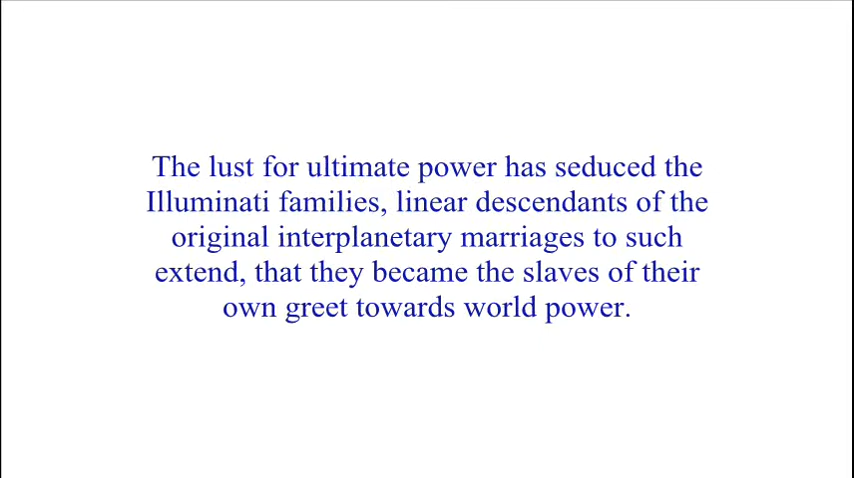 The lust for ultimate power has seduced the
Illuminati families, linear descendants of the
original interplanetary marriages to such
extend, that they became the slaves of their
own greet towards world power.